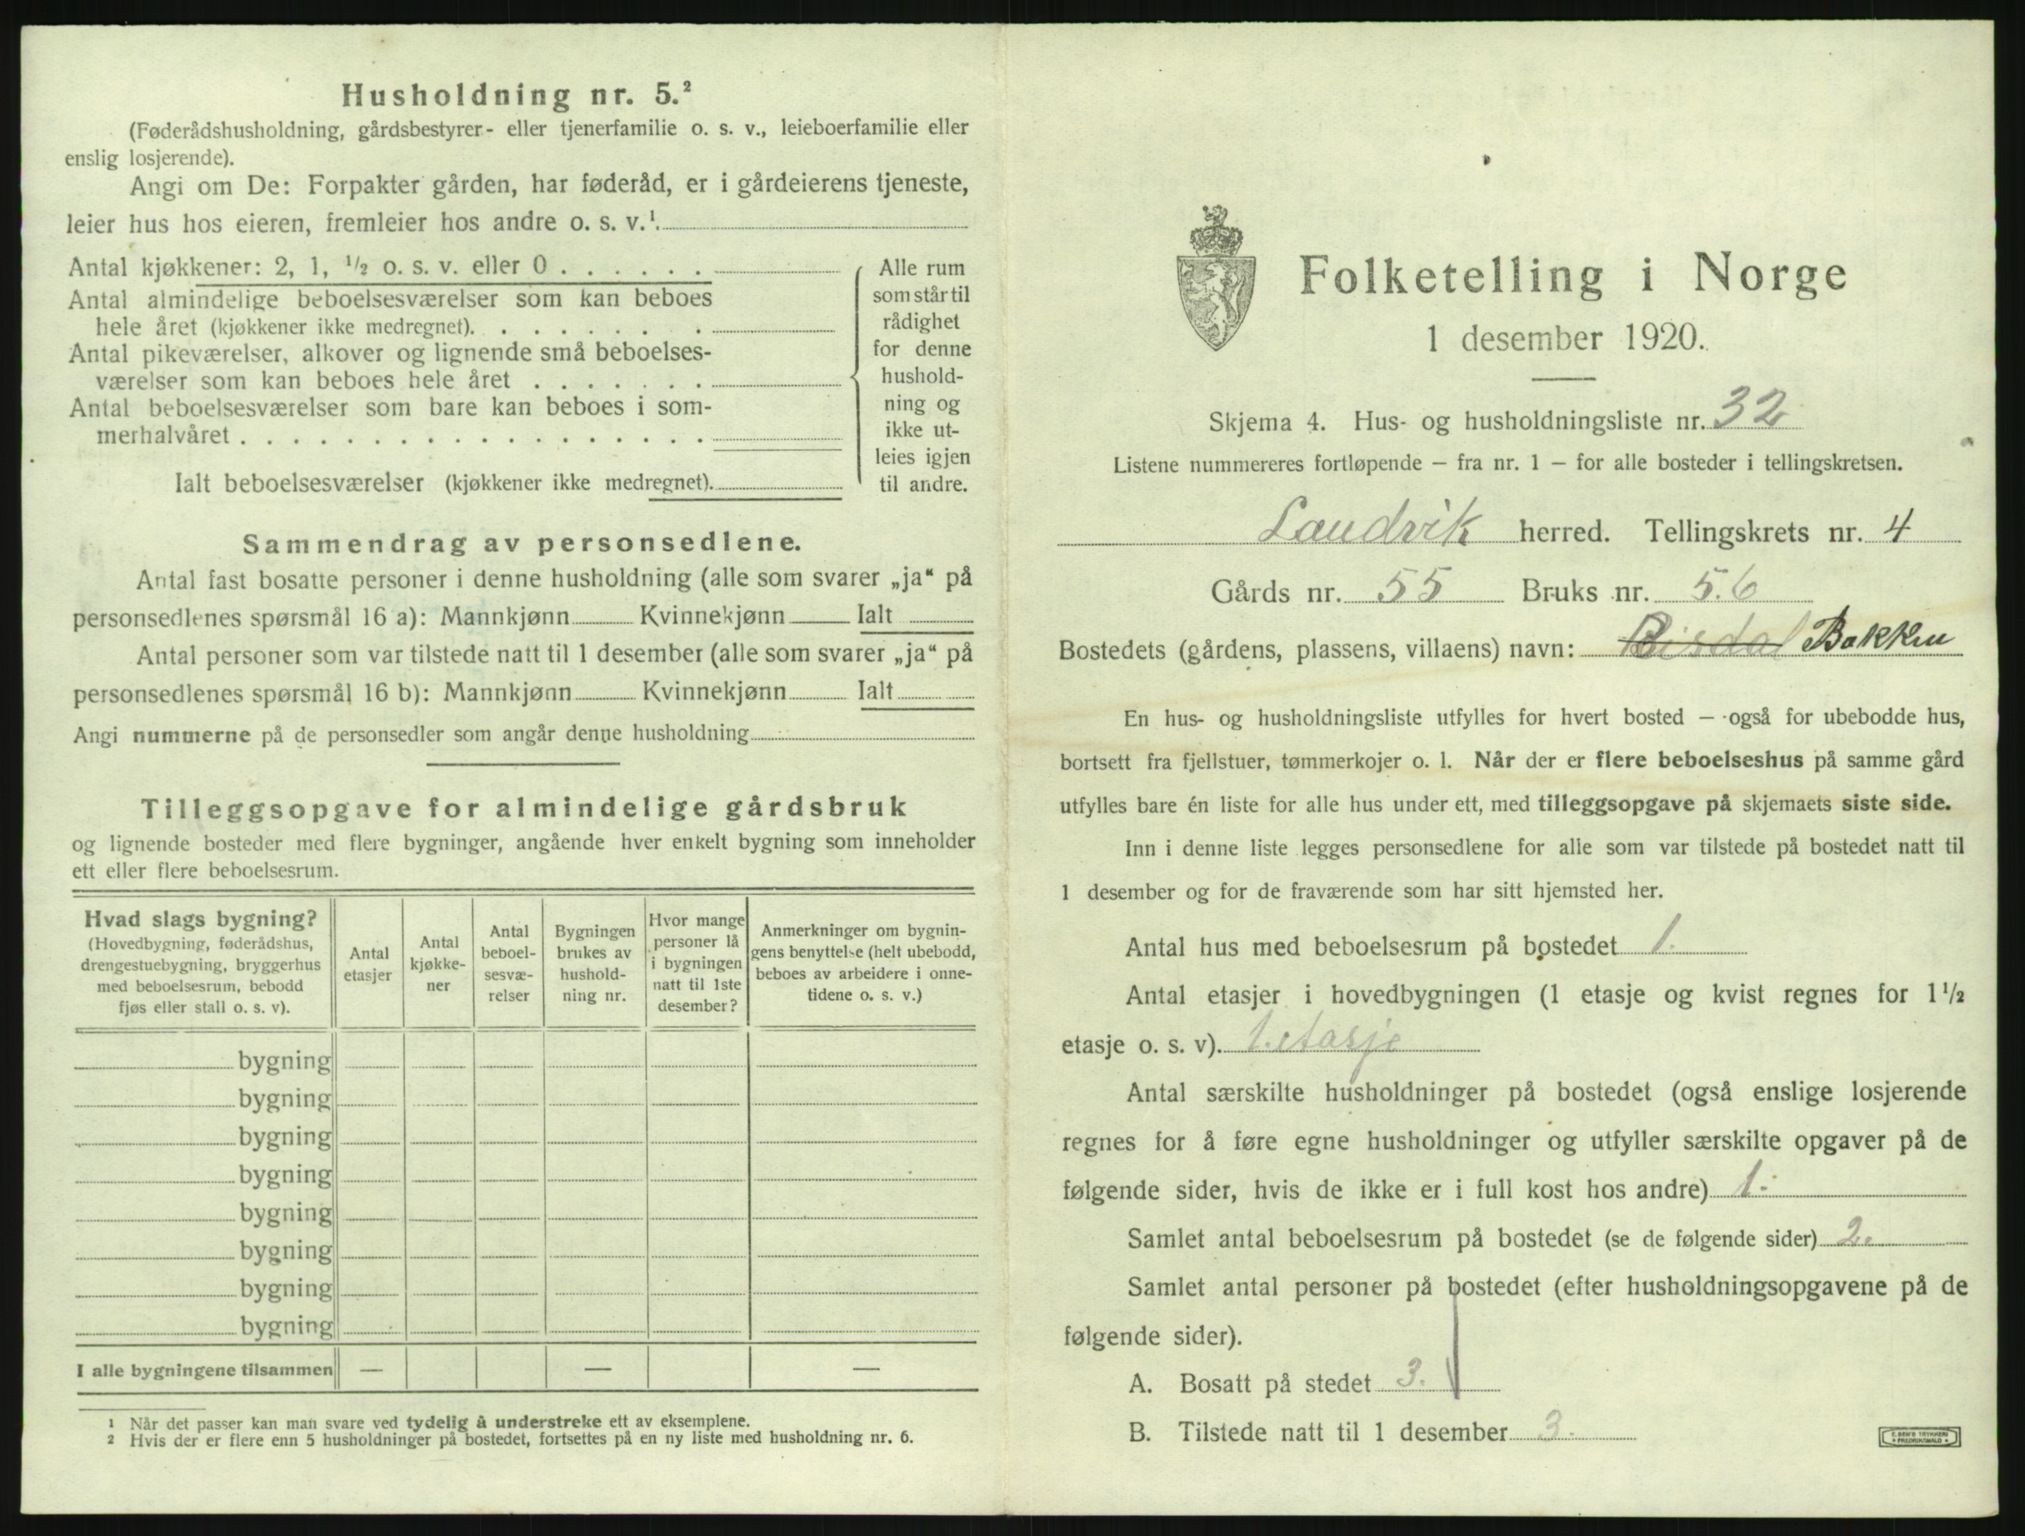 Husholdning nr. 5.²
(Føderådshusholdning, gårdsbestyrer- eller tjenerfamilie o. s. v., leieboerfamilie eller
enslig losjerende).
Angi om De: Forpakter gården, har føderåd, er i gårdeierens tjeneste,
leier hus hos eieren, fremleier hos andre o. s. v.¹.
Antal kjøkkener: 2, 1, ½ o. s. v. eller 0 . . . . . .
Antal almindelige beboelsesværelser som kan beboes
hele året (kjøkkener ikke medregnet). . . . . . . .
Antal pikeværelser, alkover og lignende små beboelses-
værelser som kan beboes hele året . . . . . . .
Antal beboelsesværelser som bare kan beboes i som-
merhalvåret . . . . . . . . . . . . . . . . . .
Ialt beboelsesværelser (kjøkkener ikke medregnet).
Alle rum
som står til
rådighet
for denne
hushold-
ning og
ikke ut-
leies igjen
til andre.
Sammendrag av personsedlene.
Antal fast bosatte personer i denne husholdning (alle som svarer „ja“ på
personsedlenes spørsmål 16 a): Mannkjønn Kvinnekjønn Ialt
Antal personer som var tilstede natt til 1 desember (alle som svarer „ja“ på
personsedlenes spørsmål 16 b): Mannkjønn Kvinnekjønn Ialt
Angi nummerne på de personsedler som angår denne husholdning
Tilleggsopgave for almindelige gårdsbruk
og lignende bosteder med flere bygninger, angående hver enkelt bygning som inneholder
ett eller flere beboelsesrum.
Hvad slags bygning?
(Hovedbygning, føderådshus,
drengestuebygning, bryggerhus
med beboelsesrum, bebodd
fjøs eller stall o. s. v).
Antal
etasjer
Antal
kjøkke-
ner
Antal
beboel-
sesvæ-
relser
Bygningen
brukes av
hushold-
ning nr.
Hvor mange
personer lå
i bygningen
natt til 1ste
desember?
Anmerkninger om bygnin-
gens benyttelse (helt ubebodd,
beboes av arbeidere i onne-
tidene o. s. v.)
bygning
bygning
bygning
bygning
bygning
bygning
bygning
bygning
I alle bygningene tilsammen — — —
¹ Når det passer kan man svare ved tydelig å understreke ett av eksemplene.
² Hvis der er flere enn 5 husholdninger på bostedet, fortsettes på en ny liste med husholdning nr. 6.
Folketelling i Norge
1 desember 1920.
Skjema 4. Hus- og husholdningsliste nr. 32
Listene nummereres fortløpende – fra nr. 1 – for alle bosteder i tellingskretsen.
Landvik herred. Tellingskrets nr. 4
Gårds nr. 55 Bruks nr. 56
Bostedets (gårdens, plassens, villaens) navn: Bakken
En hus- og husholdningsliste utfylles for hvert bosted – også for ubebodde hus,
bortsett fra fjellstuer, tømmerkojer o. l. Når der er flere beboelseshus på samme gård
utfylles bare én liste for alle hus under ett, med tilleggsopgave på skjemaets siste side.
Inn i denne liste legges personsedlene for alle som var tilstede på bostedet natt til
1 desember og for de fraværende som har sitt hjemsted her.
Antal hus med beboelsesrum på bostedet 1.
Antal etasjer i hovedbygningen (1 etasje og kvist regnes for 1½
etasje o. s. v). 1. etasje
Antal særskilte husholdninger på bostedet (også enslige losjerende
regnes for å føre egne husholdninger og utfyller særskilte opgaver på de
følgende sider, hvis de ikke er i full kost hos andre) 1.
Samlet antal beboelsesrum på bostedet (se de følgende sider) 2.
Samlet antal personer på bostedet (efter husholdningsopgavene på de
følgende sider).
A. Bosatt på stedet 3.
B. Tilstede natt til 1 desember 3.